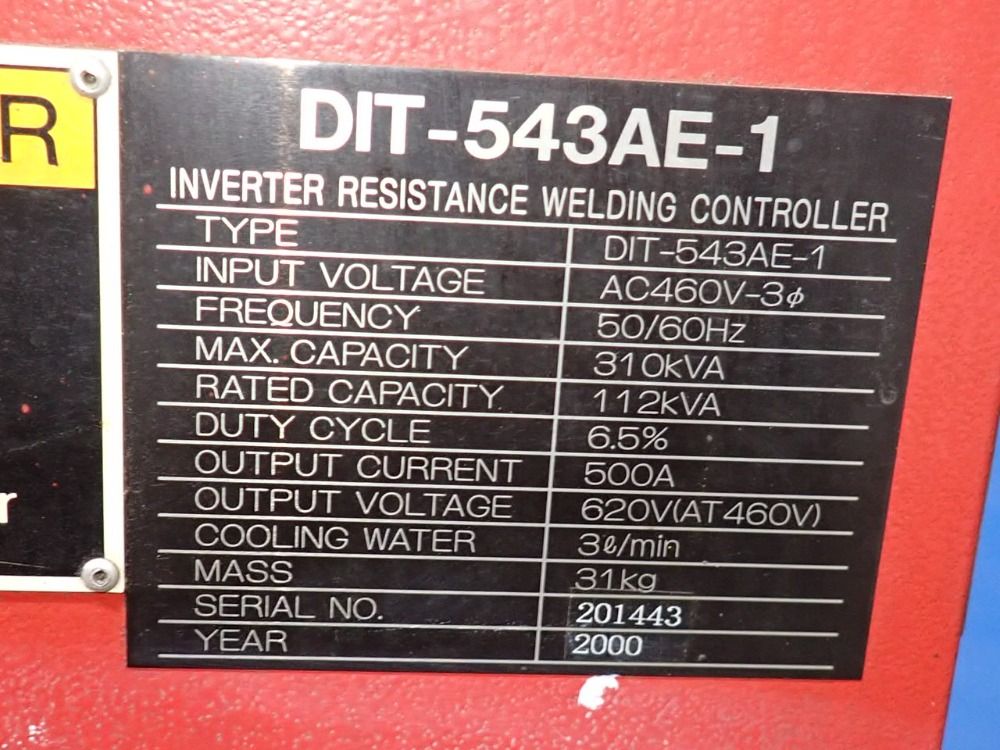 R
r
DIT-543AE-1
INVERTER RESISTANCE WELDING CONTROLLER
TYPE DIT-543AE-1
INPUT VOLTAGE AC460V-3ϕ
FREQUENCY 50/60Hz
MAX. CAPACITY 310kVA
RATED CAPACITY 112kVA
DUTY CYCLE 6.5%
OUTPUT CURRENT 500A
OUTPUT VOLTAGE 620V(AT460V)
COOLING WATER 3ℓ/min
MASS 31kg
SERIAL NO. 201443
YEAR 2000